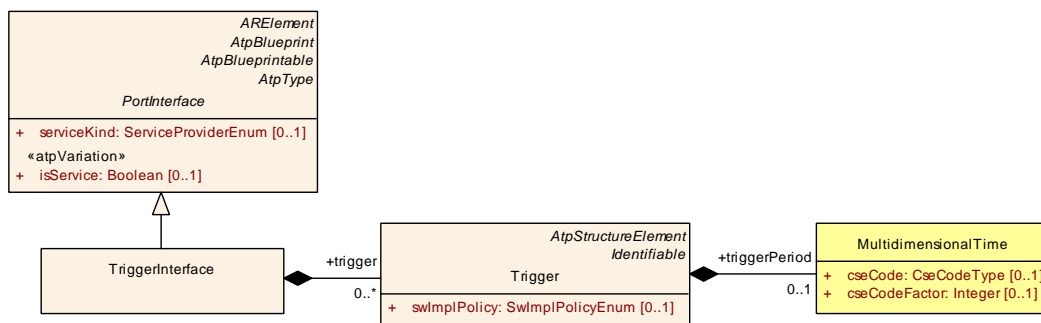 ARElement
AtpBlueprint
AtpBlueprintable
AtpType
PortInterface
+ serviceKind: ServiceProviderEnum [0..1]
«atpVariation»
+ isService: Boolean [0..1]
TriggerInterface
+trigger
0..*
AtpStructureElement
Identifiable
Trigger
+ swImplPolicy: SwImplPolicyEnum [0..1]
+triggerPeriod
0..1
MultidimensionalTime
+ cseCode: CseCodeType [0..1]
+ cseCodeFactor: Integer [0..1]